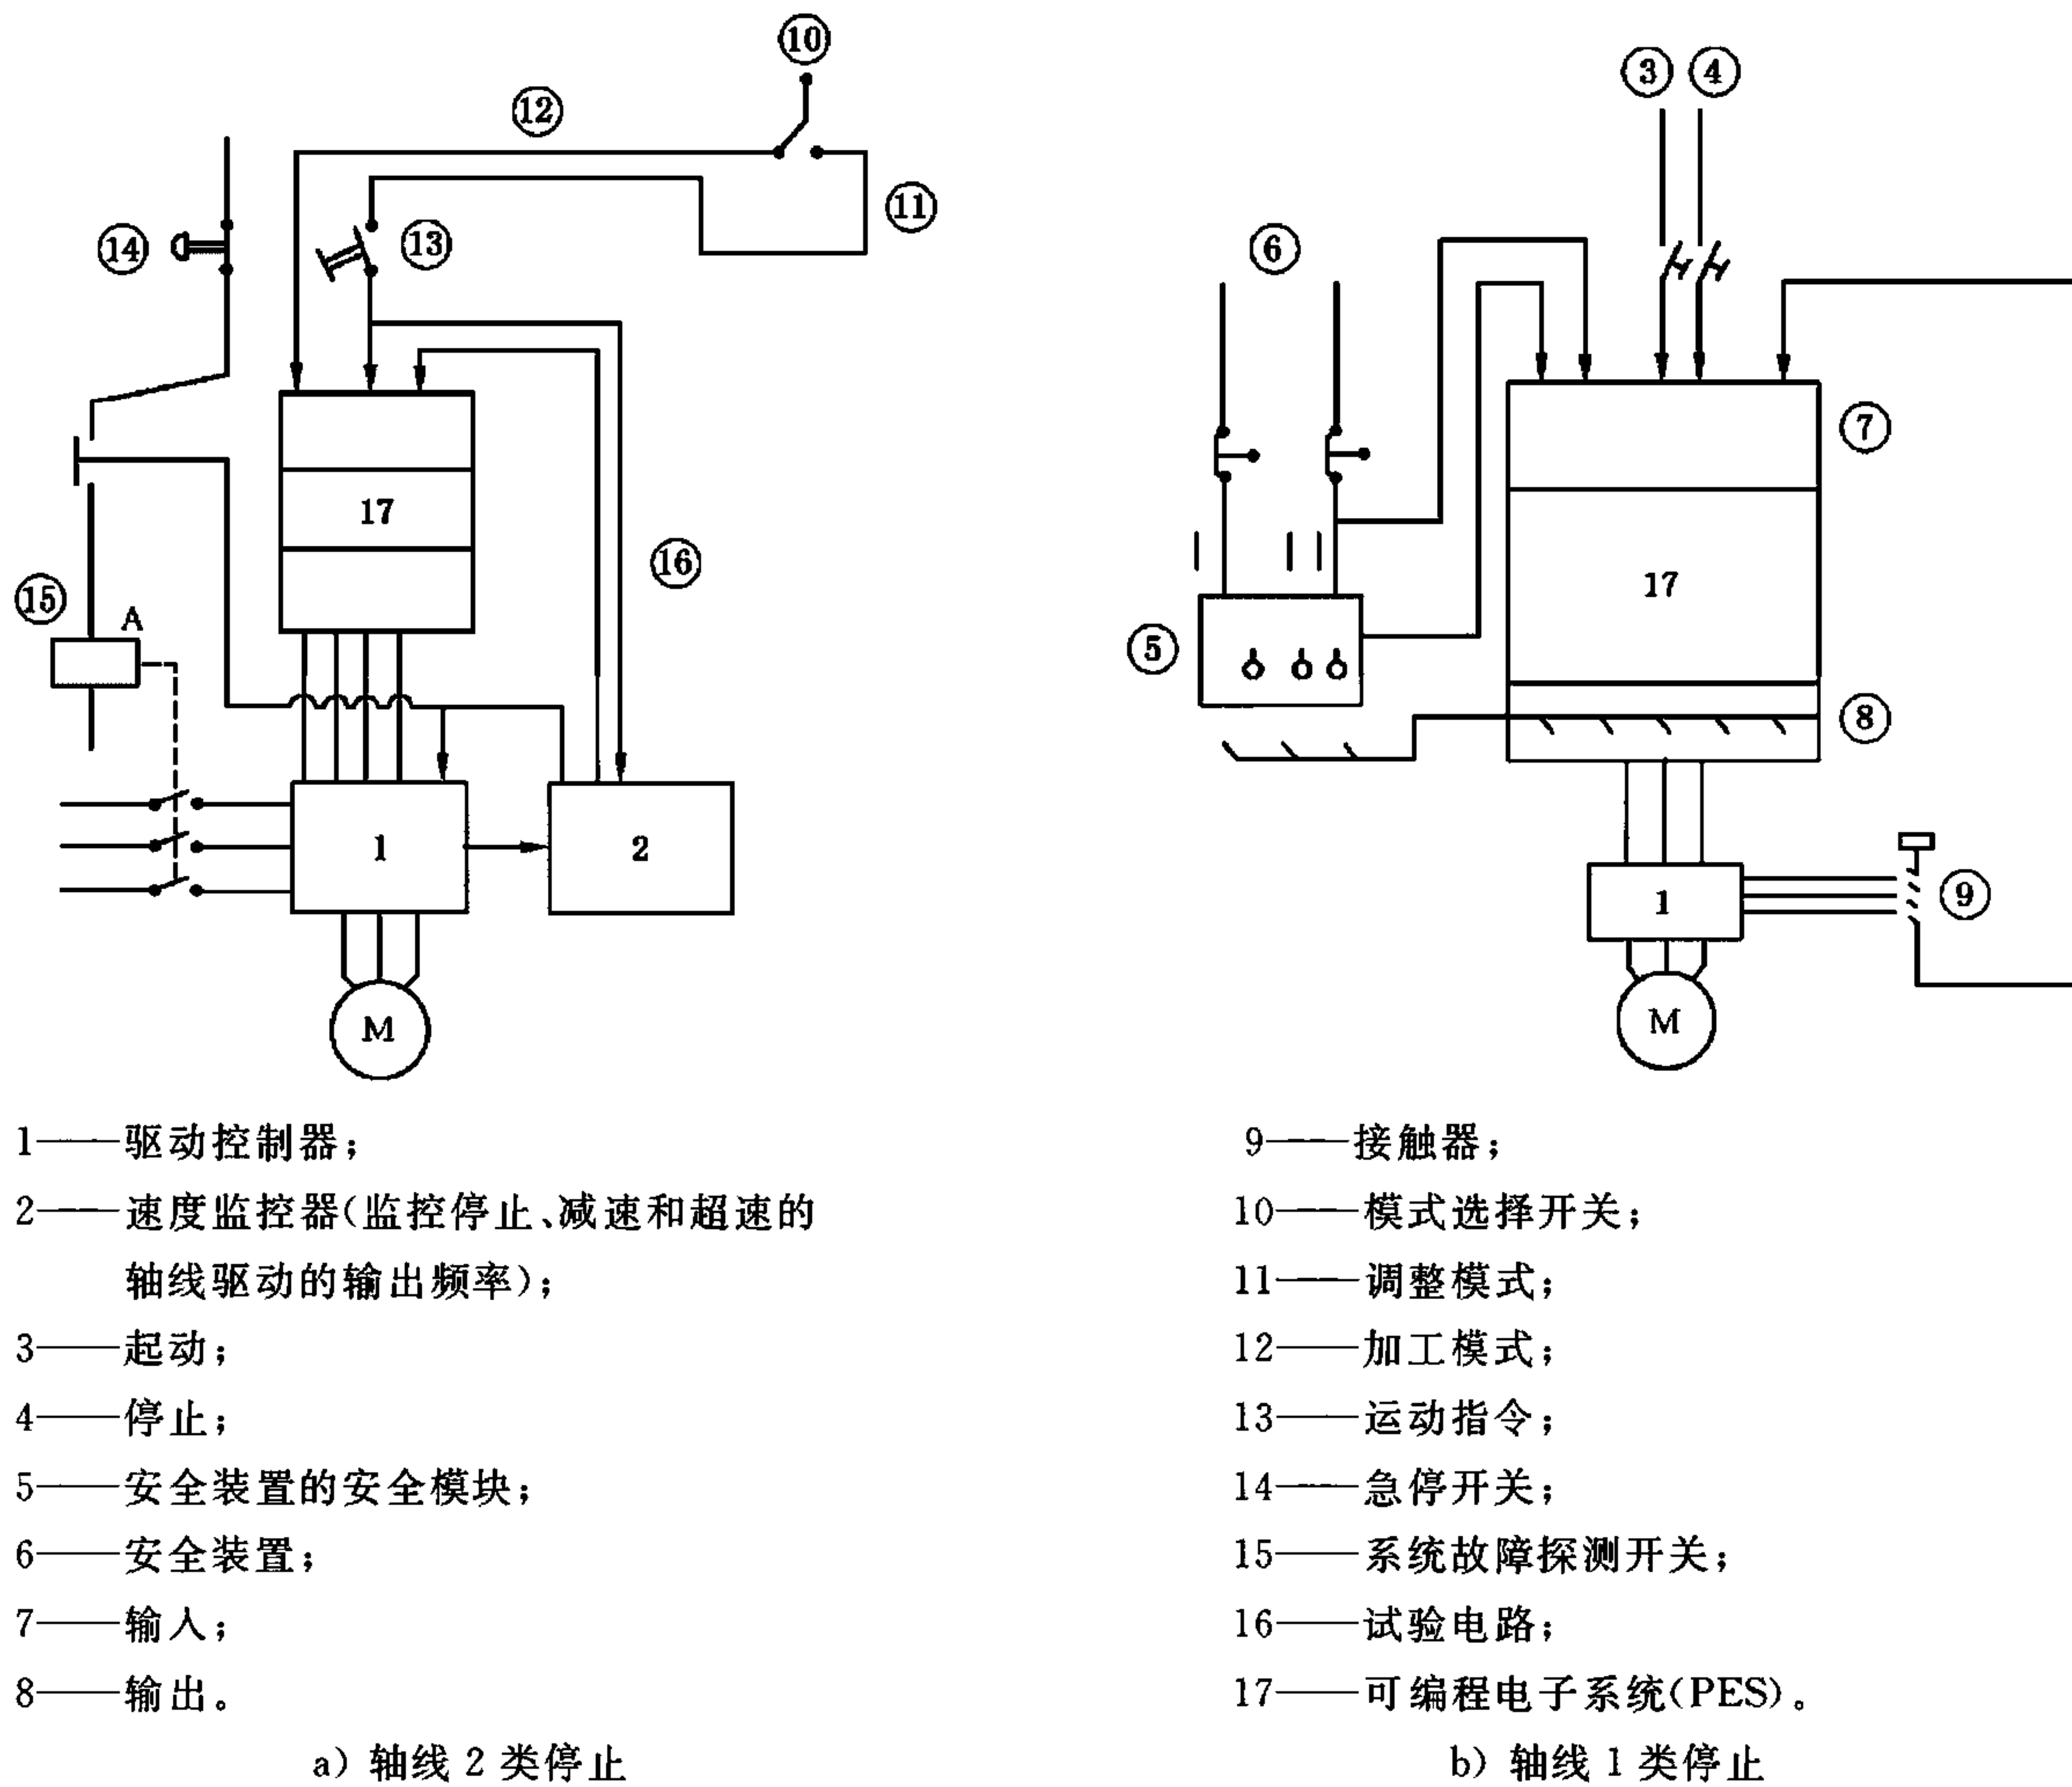 ⑩
③ ④
⑫
⑪
⑭
⑬
⑥
⑦
17
⑯
⑮
A
17
⑤
⑧
1
2
1
⑨
M
M
1——驱动控制器;
2——速度监控器(监控停止、减速和超速的
轴线驱动的输出频率);
3——起动;
4——停止;
5——安全装置的安全模块;
6——安全装置;
7——输入;
8——输出。
9——接触器;
10——模式选择开关;
11——调整模式;
12——加工模式;
13——运动指令;
14——急停开关;
15——系统故障探测开关;
16——试验电路;
17——可编程电子系统(PES)。
a) 轴线 2 类停止
b) 轴线 1 类停止